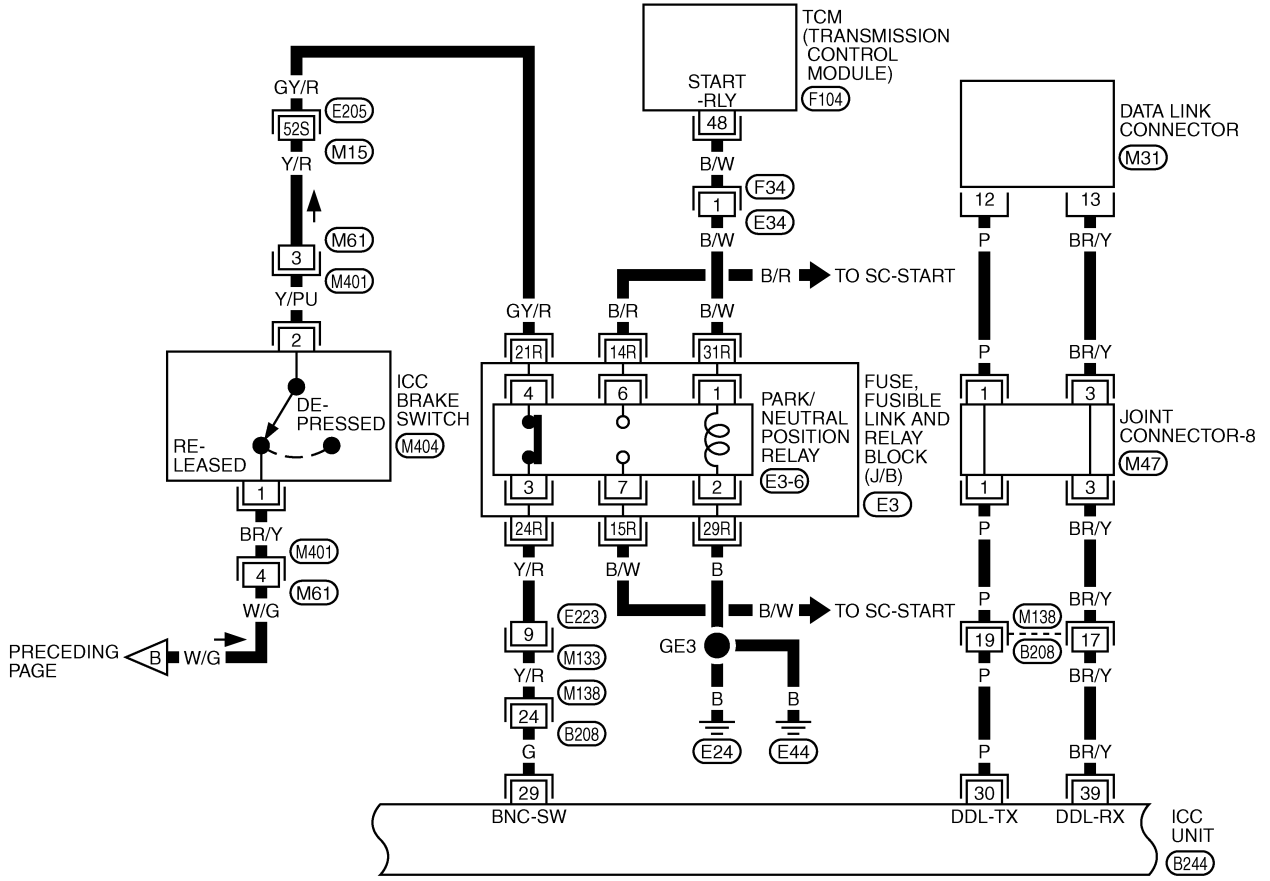 TCM
(TRANSMISSION
CONTROL
MODULE)
F104
START
-RLY
48
B/W
F34
1
E34
B/W
B/R
TO SC-START
GY/R
E205
52S
M15
Y/R
M61
3
M401
Y/PU
2
ICC
BRAKE
SWITCH
M404
DE-
PRESSED
RE-
LEASED
1
BR/Y
M401
4
M61
W/G
PRECEDING
PAGE
B
W/G
GY/R
B/R
B/W
21R
14R
31R
4
6
1
PARK/
NEUTRAL
POSITION
RELAY
E3-6
FUSE,
FUSIBLE
LINK AND
RELAY
BLOCK
(J/B)
E3
3
7
2
24R
15R
29R
Y/R
B/W
B
E223
9
M133
Y/R
M138
24
B208
G
29
BNC-SW
B/W
TO SC-START
GE3
B
B
E24
E44
DATA LINK
CONNECTOR
M31
12
13
P
BR/Y
P
BR/Y
1
3
JOINT
CONNECTOR-8
M47
1
3
P
BR/Y
P
BR/Y
M138
19
17
B208
P
BR/Y
P
BR/Y
30
39
DDL-TX
DDL-RX
ICC
UNIT
B244